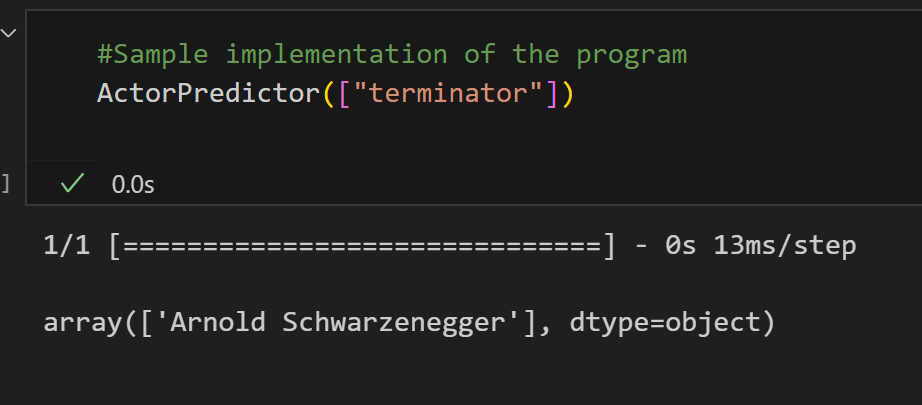 #Sample implementation of the program
ActorPredictor(["terminator"])
]
0.0s
1/1 [==============================] - 0s 13ms/step
array(['Arnold Schwarzenegger'], dtype=object)